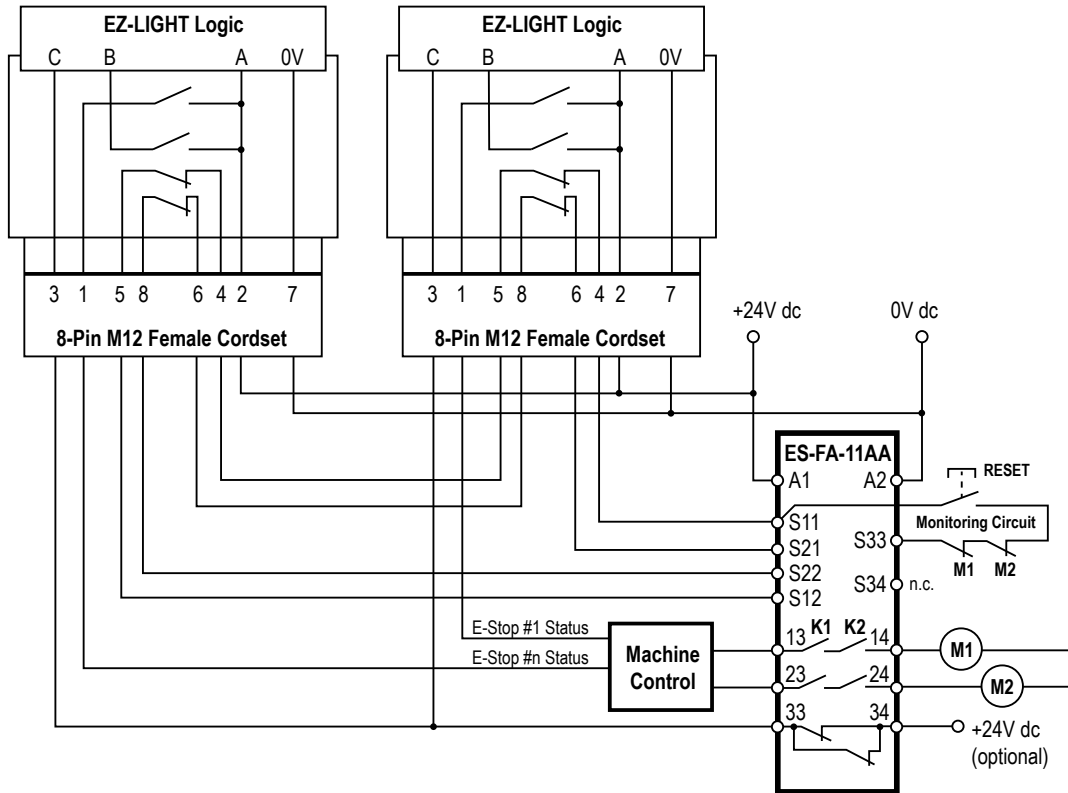 EZ-LIGHT Logic
C B A 0V
3 1 5 8 6 4 2 7
8-Pin M12 Female Cordset
EZ-LIGHT Logic
C B A 0V
3 1 5 8 6 4 2 7
8-Pin M12 Female Cordset
+24V dc
0V dc
ES-FA-11AA
A1 A2
S11
S21
S22
S12
S33
S34
n.c.
RESET
Monitoring Circuit
M1 M2
E-Stop #1 Status
E-Stop #n Status
Machine
Control
13 K1 K2 14
23 24
33 34
M1
M2
+24V dc
(optional)